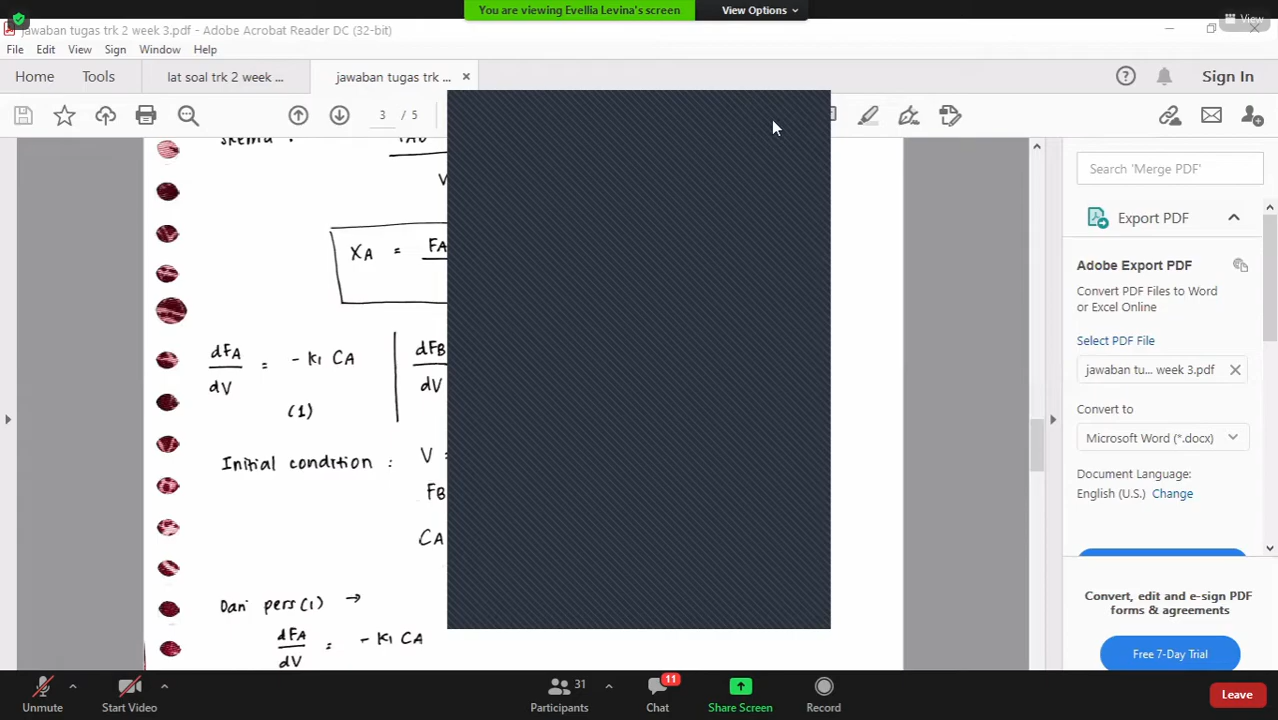 You are viewing Evellia Levina's screen
View Options
View
jawaban tugas trk 2 week 3.pdf - Adobe Acrobat Reader DC (32-bit)
File Edit View Sign Window Help
Home Tools lat soal trk 2 week ... jawaban tugas trk ... ×
Sign In
3 / 5
XA = FA
dFA/dV = - k1 CA
dFB/dV
(1)
Initial condition : V =
FB
CA
Dari pers (1) →
dFA/dV = - k1 CA
Search 'Merge PDF'
Export PDF
Adobe Export PDF
Convert PDF Files to Word
or Excel Online
Select PDF File
jawaban tu... week 3.pdf
Convert to
Microsoft Word (*.docx)
Document Language:
English (U.S.) Change
Convert, edit and e-sign PDF
forms & agreements
Free 7-Day Trial
Unmute
Start Video
31
Participants
11
Chat
Share Screen
Record
Leave